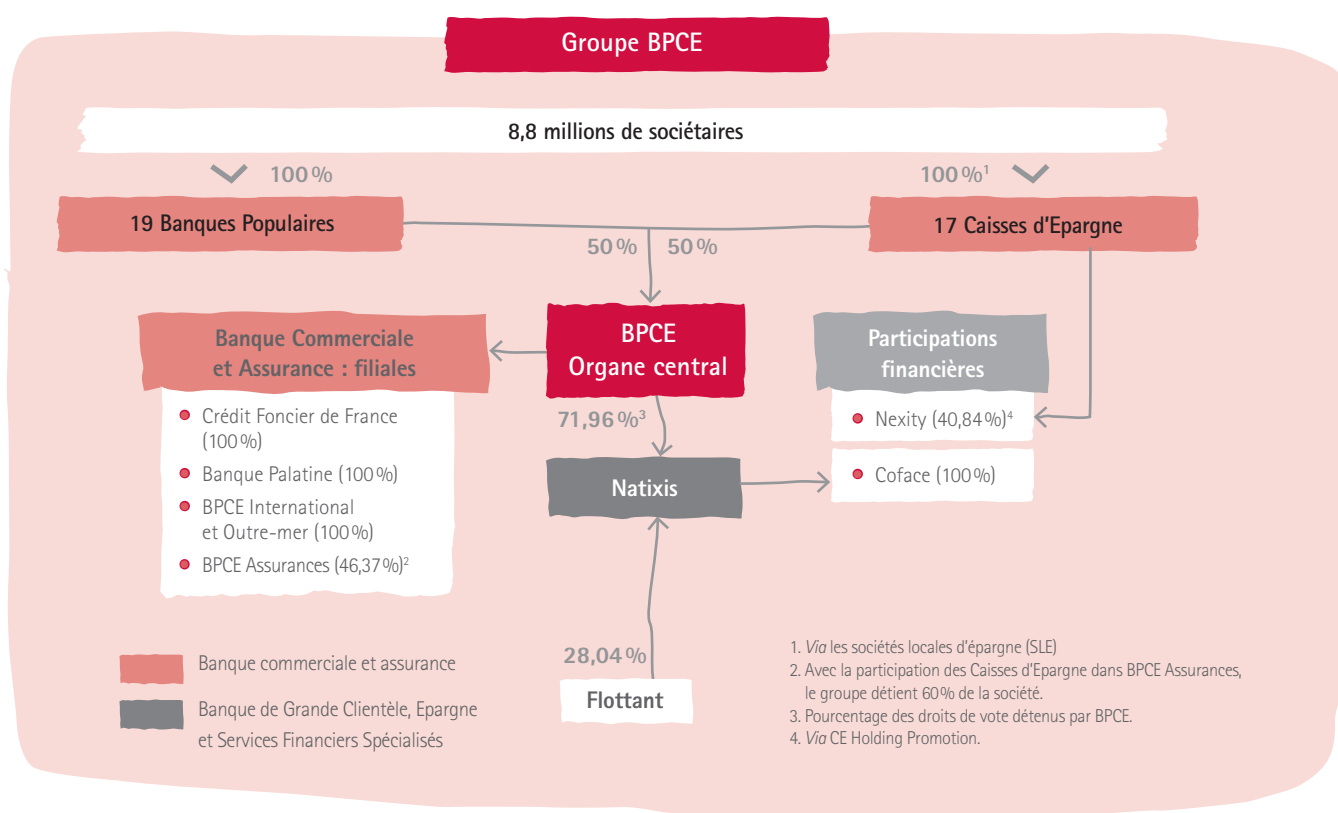 Groupe BPCE
8,8 millions de sociétaires
100%
100%¹
19 Banques Populaires
17 Caisses d'Epargne
50% 50%
Banque Commerciale
et Assurance : filiales
Crédit Foncier de France
(100%)
Banque Palatine (100%)
BPCE International
et Outre-mer (100%)
BPCE Assurances (46,37%)²
BPCE
Organe central
71,96%³
Natixis
28,04%
Flottant
Participations
financières
Nexity (40,84%)⁴
Coface (100%)
Banque commerciale et assurance
Banque de Grande Clientèle, Epargne
et Services Financiers Spécialisés
1. Via les sociétés locales d'épargne (SLE)
2. Avec la participation des Caisses d'Epargne dans BPCE Assurances,
le groupe détient 60% de la société.
3. Pourcentage des droits de vote détenus par BPCE.
4. Via CE Holding Promotion.